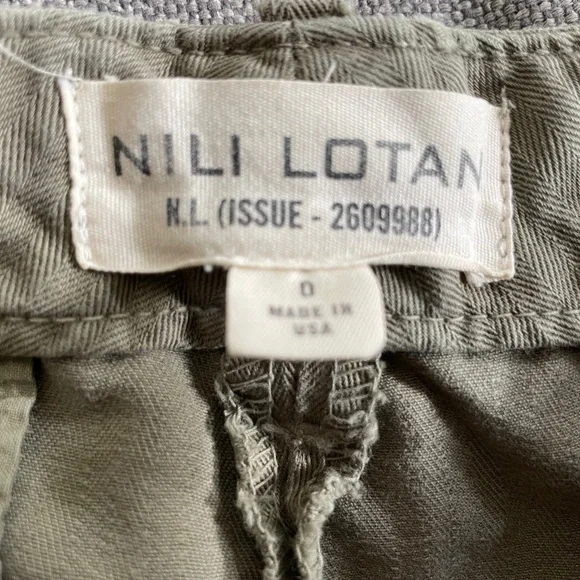 NILI LOTAN
N.L. (ISSUE - 2609988)
0
MADE IN
USA